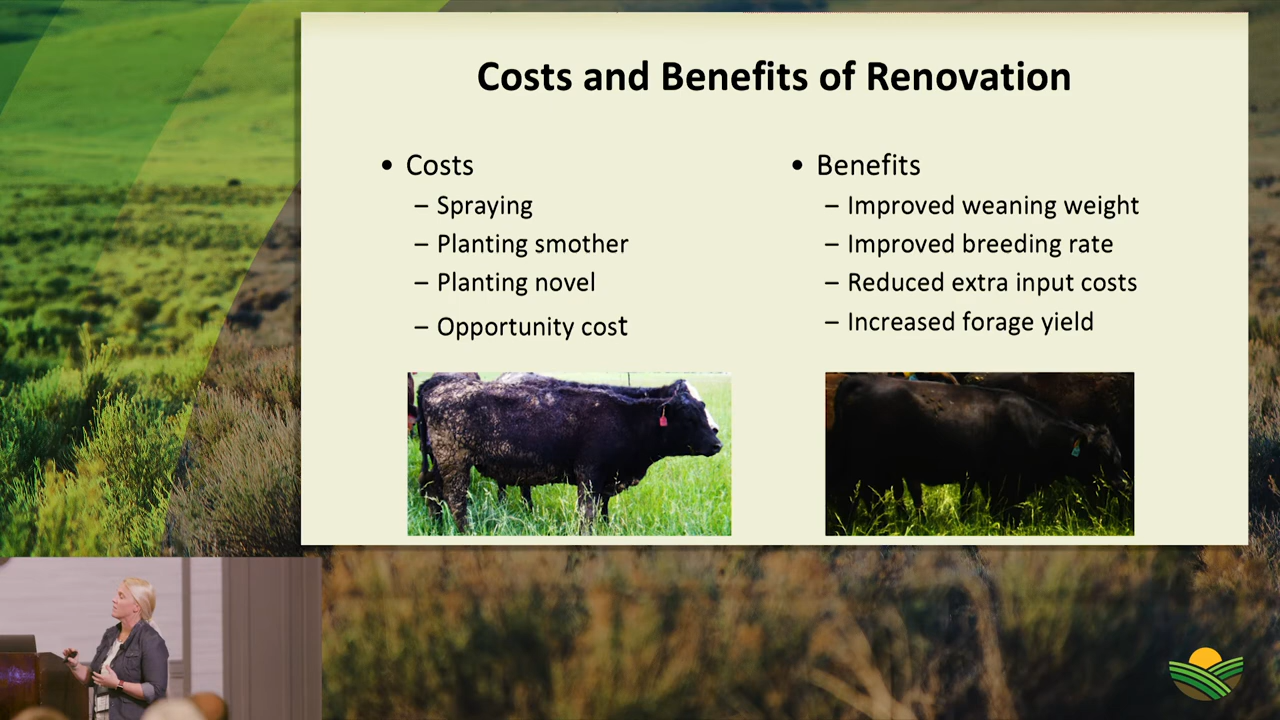 Costs and Benefits of Renovation
• Costs
– Spraying
– Planting smother
– Planting novel
– Opportunity cost
• Benefits
– Improved weaning weight
– Improved breeding rate
– Reduced extra input costs
– Increased forage yield